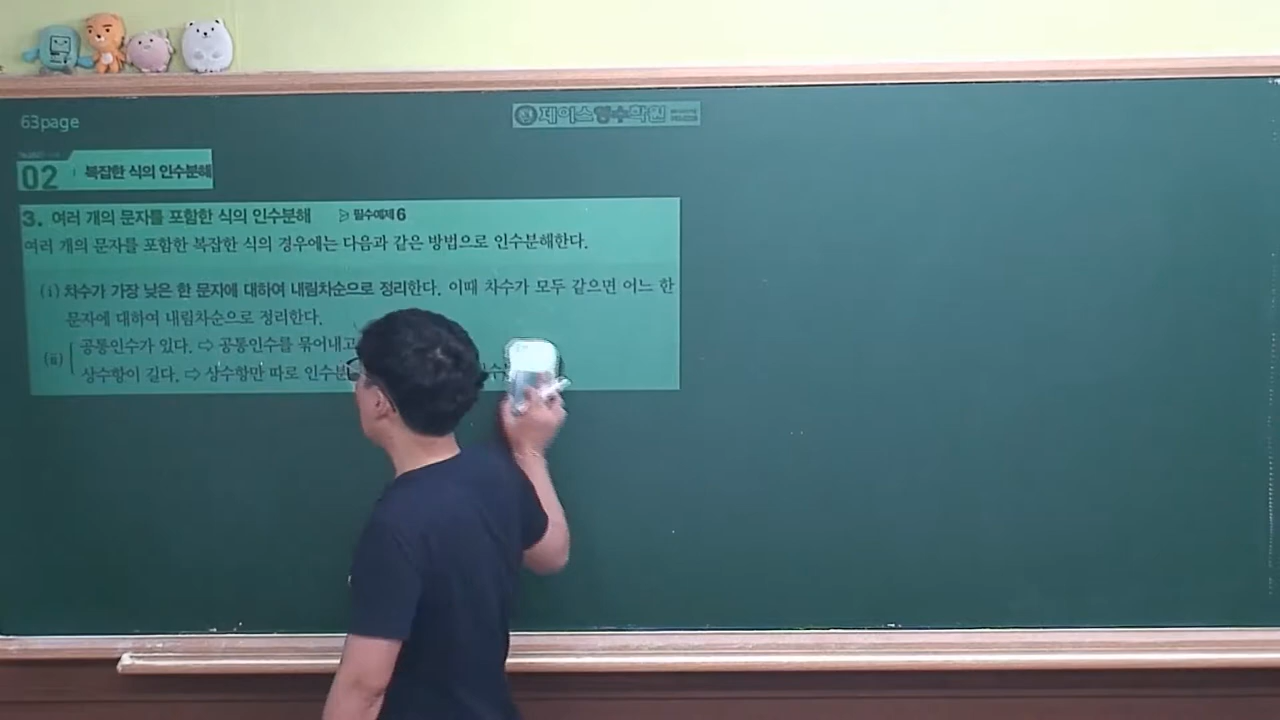 63page
제이스영수학원
02 복잡한 식의 인수분해
3. 여러 개의 문자를 포함한 식의 인수분해 필수예제 6
여러 개의 문자를 포함한 복잡한 식의 경우에는 다음과 같은 방법으로 인수분해한다.
(ⅰ) 차수가 가장 낮은 한 문자에 대하여 내림차순으로 정리한다. 이때 차수가 모두 같으면 어느 한
문자에 대하여 내림차순으로 정리한다.
(ⅱ) 공통인수가 있다. ⇨ 공통인수를 묶어내고
상수항이 길다. ⇨ 상수항만 따로 인수분